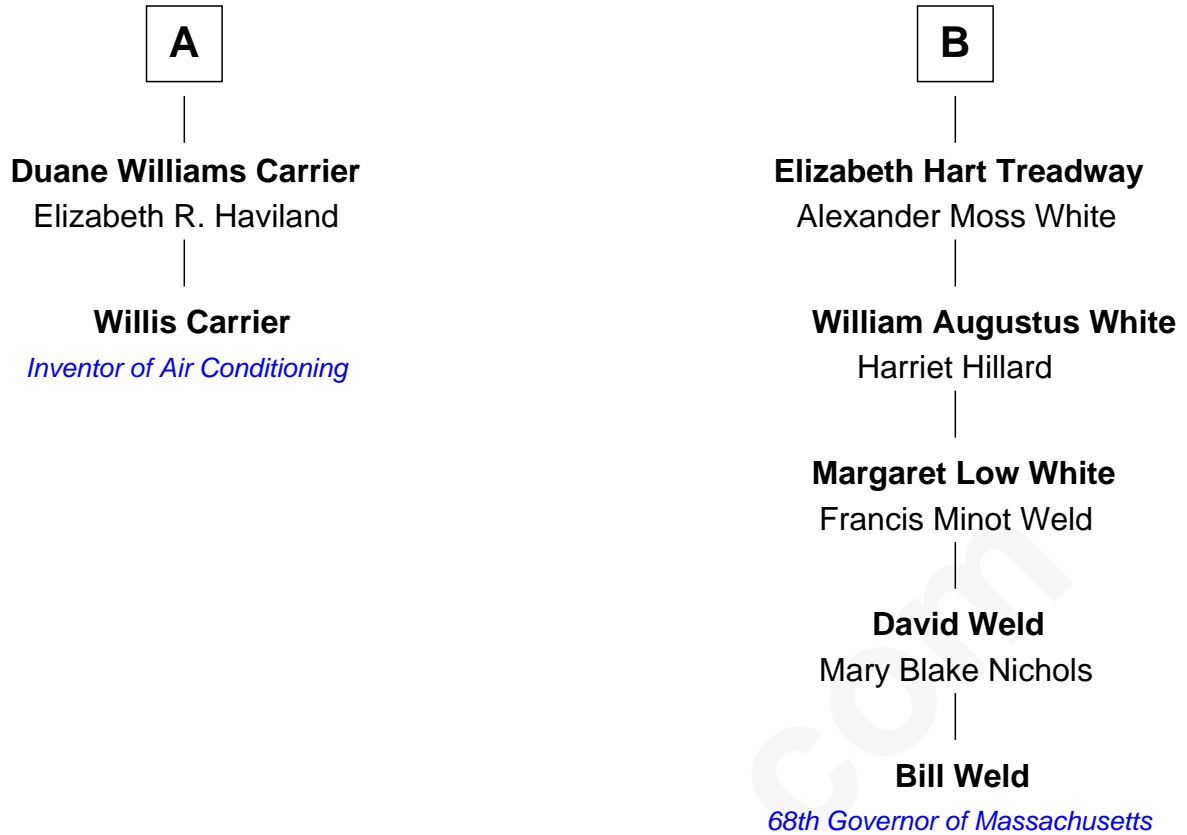 A
Duane Williams Carrier
Elizabeth R. Haviland
Willis Carrier
Inventor of Air Conditioning
B
Elizabeth Hart Treadway
Alexander Moss White
William Augustus White
Harriet Hillard
Margaret Low White
Francis Minot Weld
David Weld
Mary Blake Nichols
Bill Weld
68th Governor of Massachusetts
com